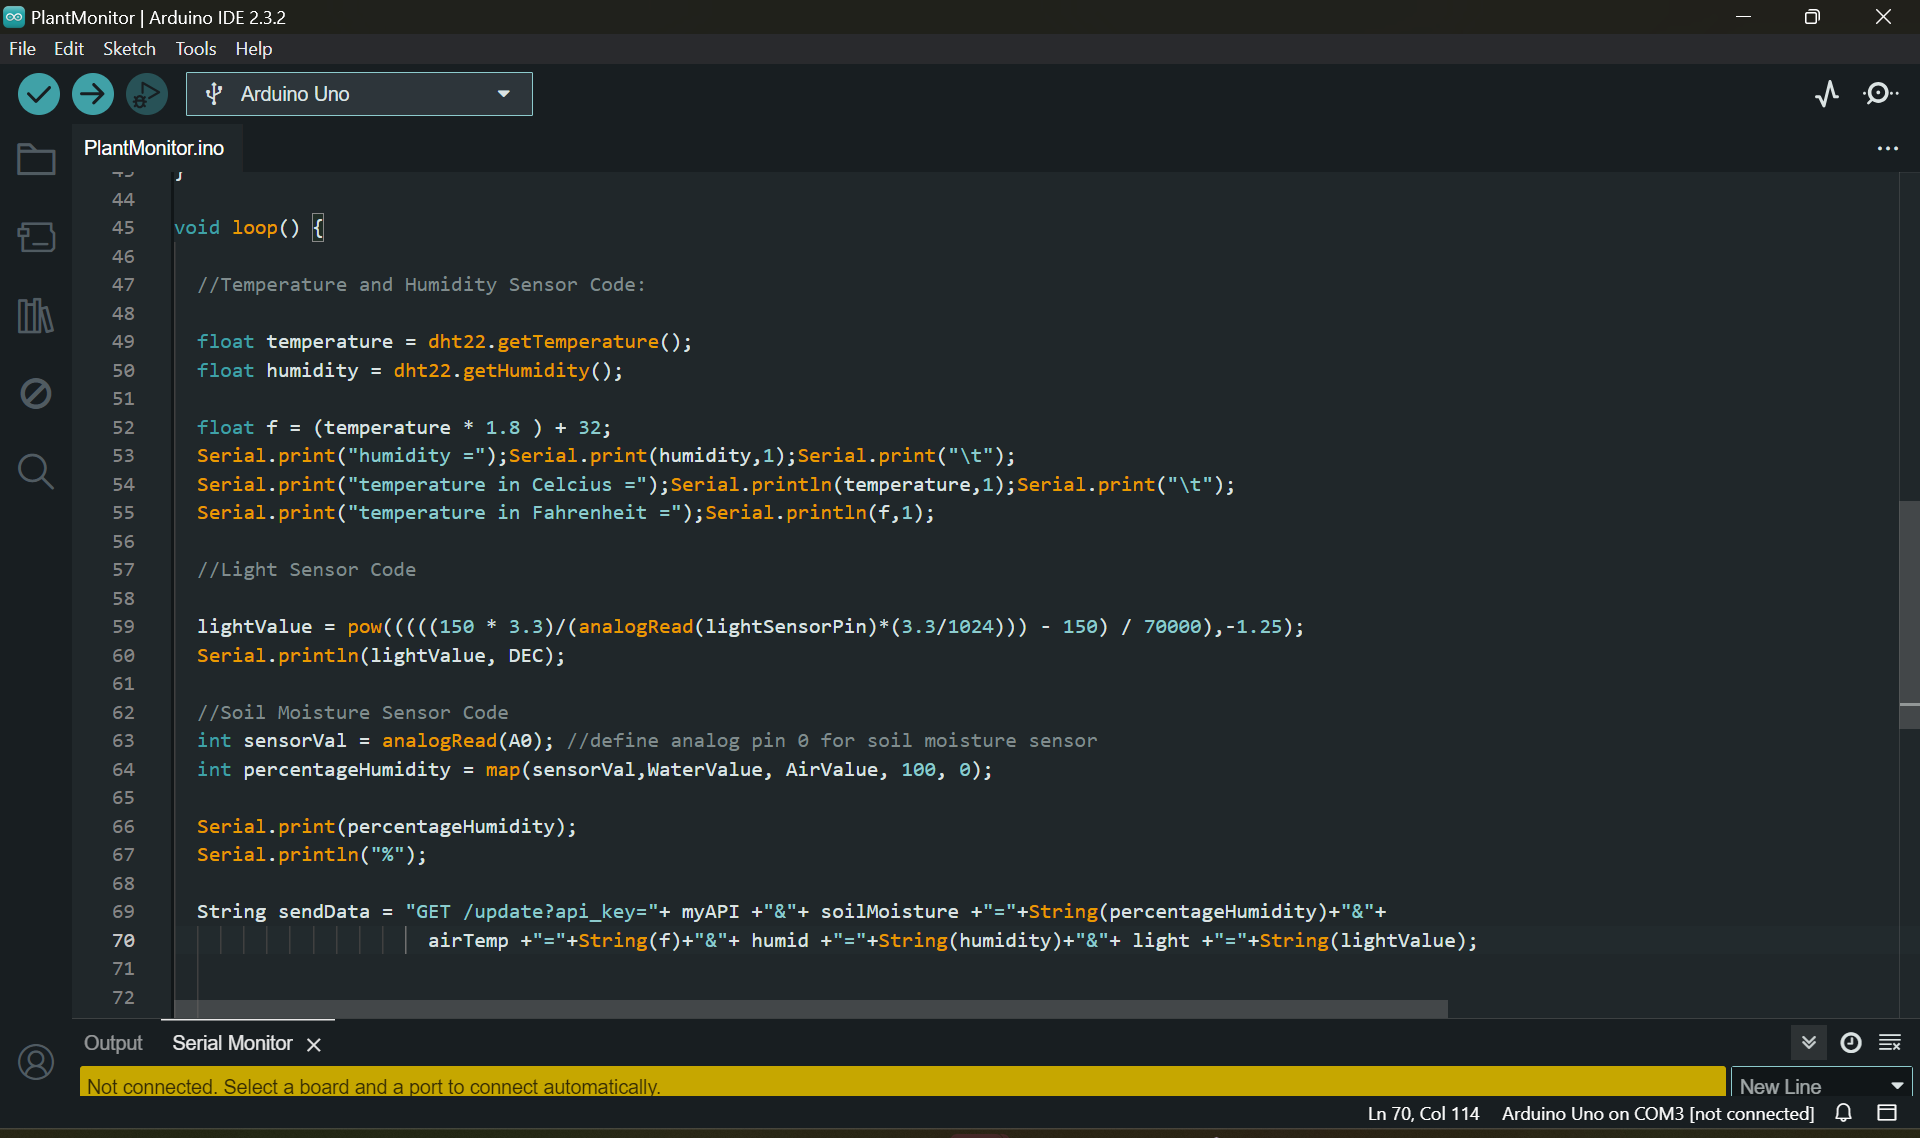 PlantMonitor | Arduino IDE 2.3.2
File Edit Sketch Tools Help
Arduino Uno
PlantMonitor.ino
43 }
44
45 void loop() {
46
47 //Temperature and Humidity Sensor Code:
48
49 float temperature = dht22.getTemperature();
50 float humidity = dht22.getHumidity();
51
52 float f = (temperature * 1.8 ) + 32;
53 Serial.print("humidity =");Serial.print(humidity,1);Serial.print("\t");
54 Serial.print("temperature in Celcius =");Serial.println(temperature,1);Serial.print("\t");
55 Serial.print("temperature in Fahrenheit =");Serial.println(f,1);
56
57 //Light Sensor Code
58
59 lightValue = pow(((((150 * 3.3)/(analogRead(lightSensorPin)*(3.3/1024))) - 150) / 70000),-1.25);
60 Serial.println(lightValue, DEC);
61
62 //Soil Moisture Sensor Code
63 int sensorVal = analogRead(A0); //define analog pin 0 for soil moisture sensor
64 int percentageHumidity = map(sensorVal,WaterValue, AirValue, 100, 0);
65
66 Serial.print(percentageHumidity);
67 Serial.println("%");
68
69 String sendData = "GET /update?api_key="+ myAPI +"&"+ soilMoisture +"="+String(percentageHumidity)+"&"+
70 airTemp +"="+String(f)+"&"+ humid +"="+String(humidity)+"&"+ light +"="+String(lightValue);
71
72
Output Serial Monitor
Not connected. Select a board and a port to connect automatically.
New Line
Ln 70, Col 114 Arduino Uno on COM3 [not connected]